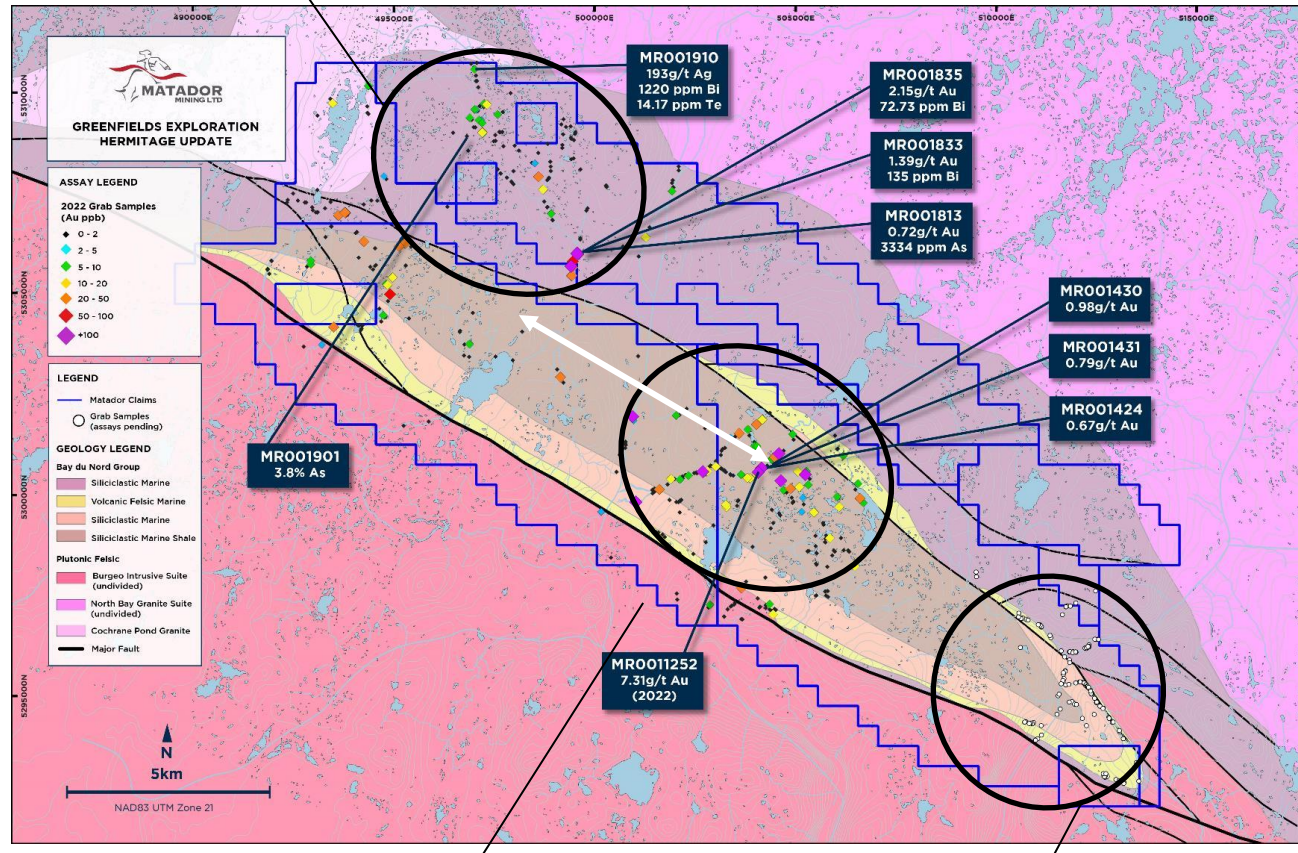 490000E
495000E
500000E
505000E
510000E
515000E
5310000N
5305000N
5300000N
5295000N
MATADOR
MINING LTD
GREENFIELDS EXPLORATION
HERMITAGE UPDATE
ASSAY LEGEND
2022 Grab Samples
(Au ppb)
0 - 2
2 - 5
5 - 10
10 - 20
20 - 50
50 - 100
+100
LEGEND
Matador Claims
Grab Samples
(assays pending)
GEOLOGY LEGEND
Bay du Nord Group
Siliciclastic Marine
Volcanic Felsic Marine
Siliciclastic Marine
Siliciclastic Marine Shale
Plutonic Felsic
Burgeo Intrusive Suite
(undivided)
North Bay Granite Suite
(undivided)
Cochrane Pond Granite
Major Fault
N
5km
NAD83 UTM Zone 21
MR001910
193g/t Ag
1220 ppm Bi
14.17 ppm Te
MR001835
2.15g/t Au
72.73 ppm Bi
MR001833
1.39g/t Au
135 ppm Bi
MR001813
0.72g/t Au
3334 ppm As
MR001430
0.98g/t Au
MR001431
0.79g/t Au
MR001424
0.67g/t Au
MR001901
3.8% As
MR0011252
7.31g/t Au
(2022)